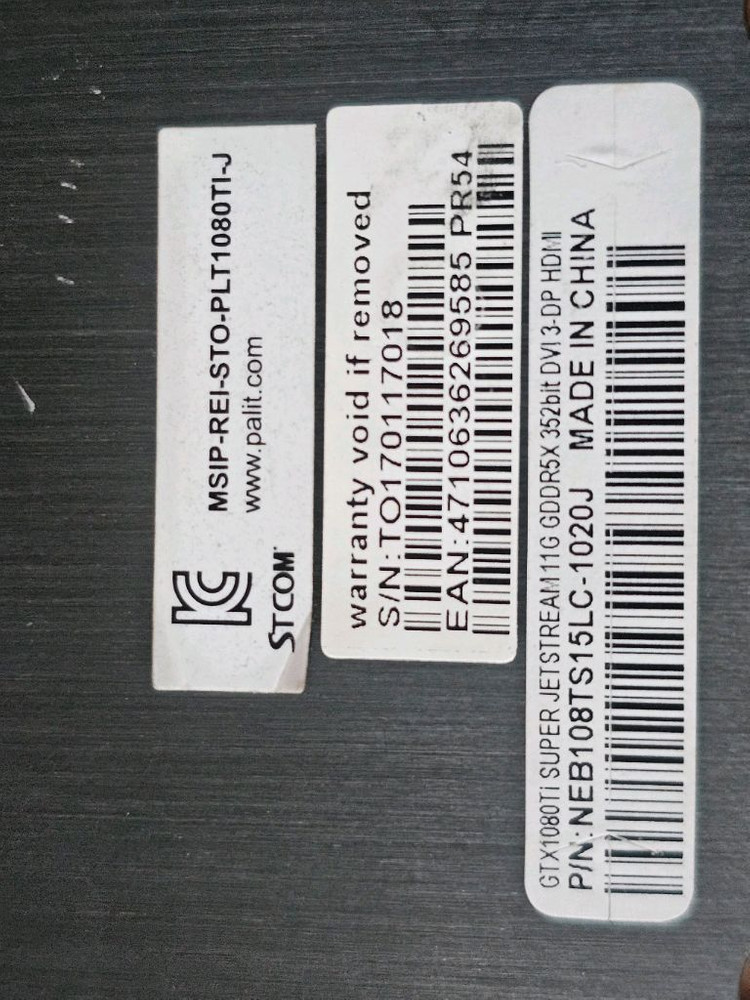 MSIP-REI-STO-PLT1080TI-J
www.palit.com
STCOM
warranty void if removed
S/N:TO170117018
EAN:4710636269585 PR54
GTX1080Ti SUPER JETSTREAM 11G GDDR5X 352bit DVI 3-DP HDMI
P/N:NEB108TS15LC-1020J MADE IN CHINA